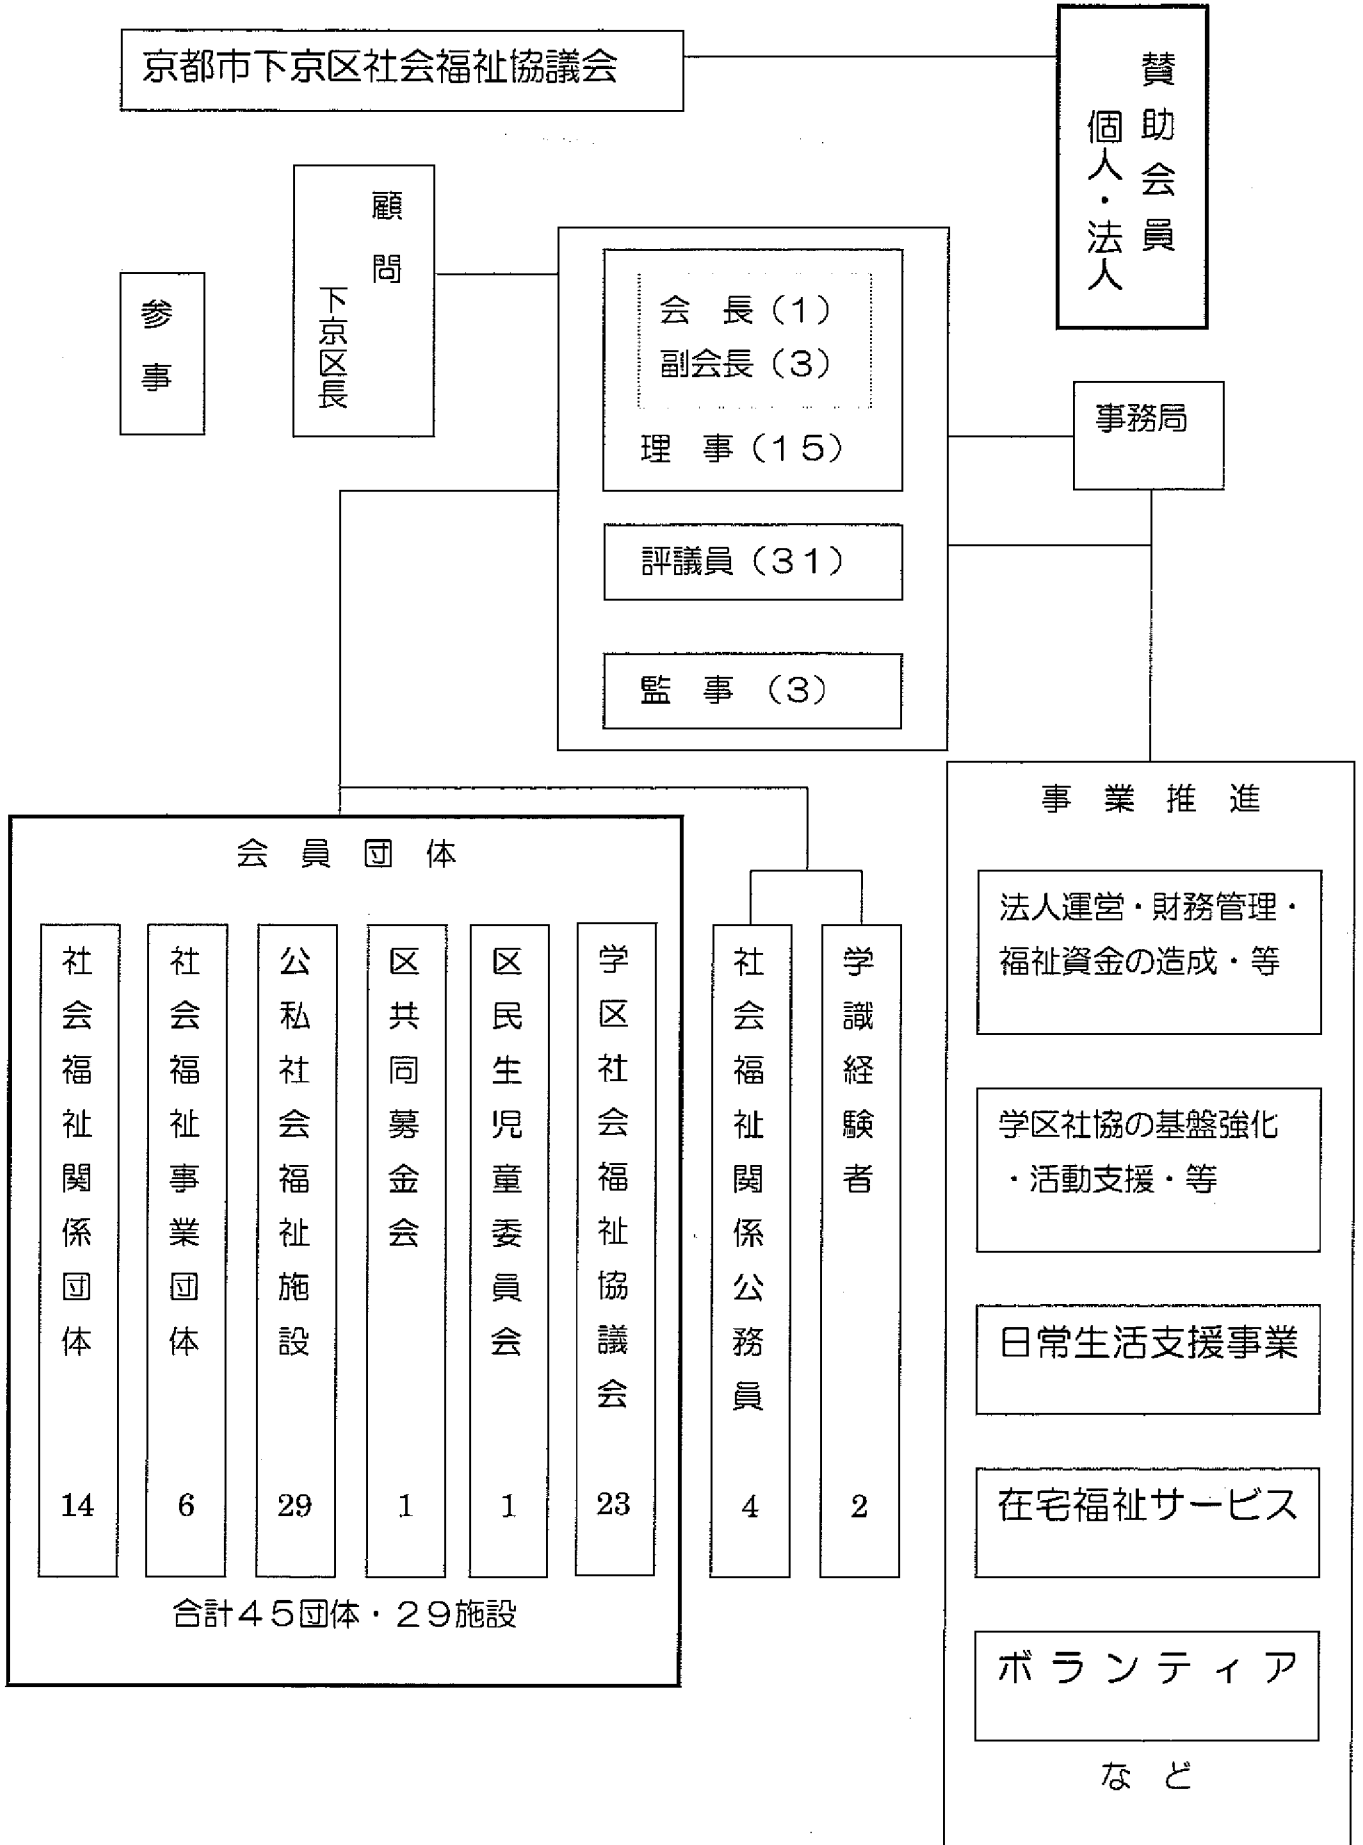 京都市下京区社会福祉協議会
賛助会員
個人・法人
顧問
下京区長
参事
会　長（１）
副会長（３）
理　事（１５）
評議員（３１）
監　事　（３）
事務局
事　業　推　進
法人運営・財務管理・
福祉資金の造成・等
学区社協の基盤強化
・活動支援・等
日常生活支援事業
在宅福祉サービス
ボランティア
など
会　員　団　体
社会福祉関係団体
14
社会福祉事業団体
6
公私社会福祉施設
29
区共同募金会
1
区民生児童委員会
1
学区社会福祉協議会
23
社会福祉関係公務員
4
学識経験者
2
合計４５団体・２９施設